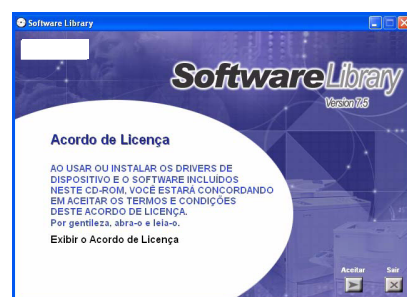 Software Library
SoftwareLibrary
Version 7.5
Acordo de Licença
AO USAR OU INSTALAR OS DRIVERS DE
DISPOSITIVO E O SOFTWARE INCLUÍDOS
NESTE CD-ROM, VOCÊ ESTARÁ CONCORDANDO
EM ACEITAR OS TERMOS E CONDIÇÕES
DESTE ACORDO DE LICENÇA.
Por gentileza, abra-o e leia-o.
Exibir o Acordo de Licença
Aceitar Sair